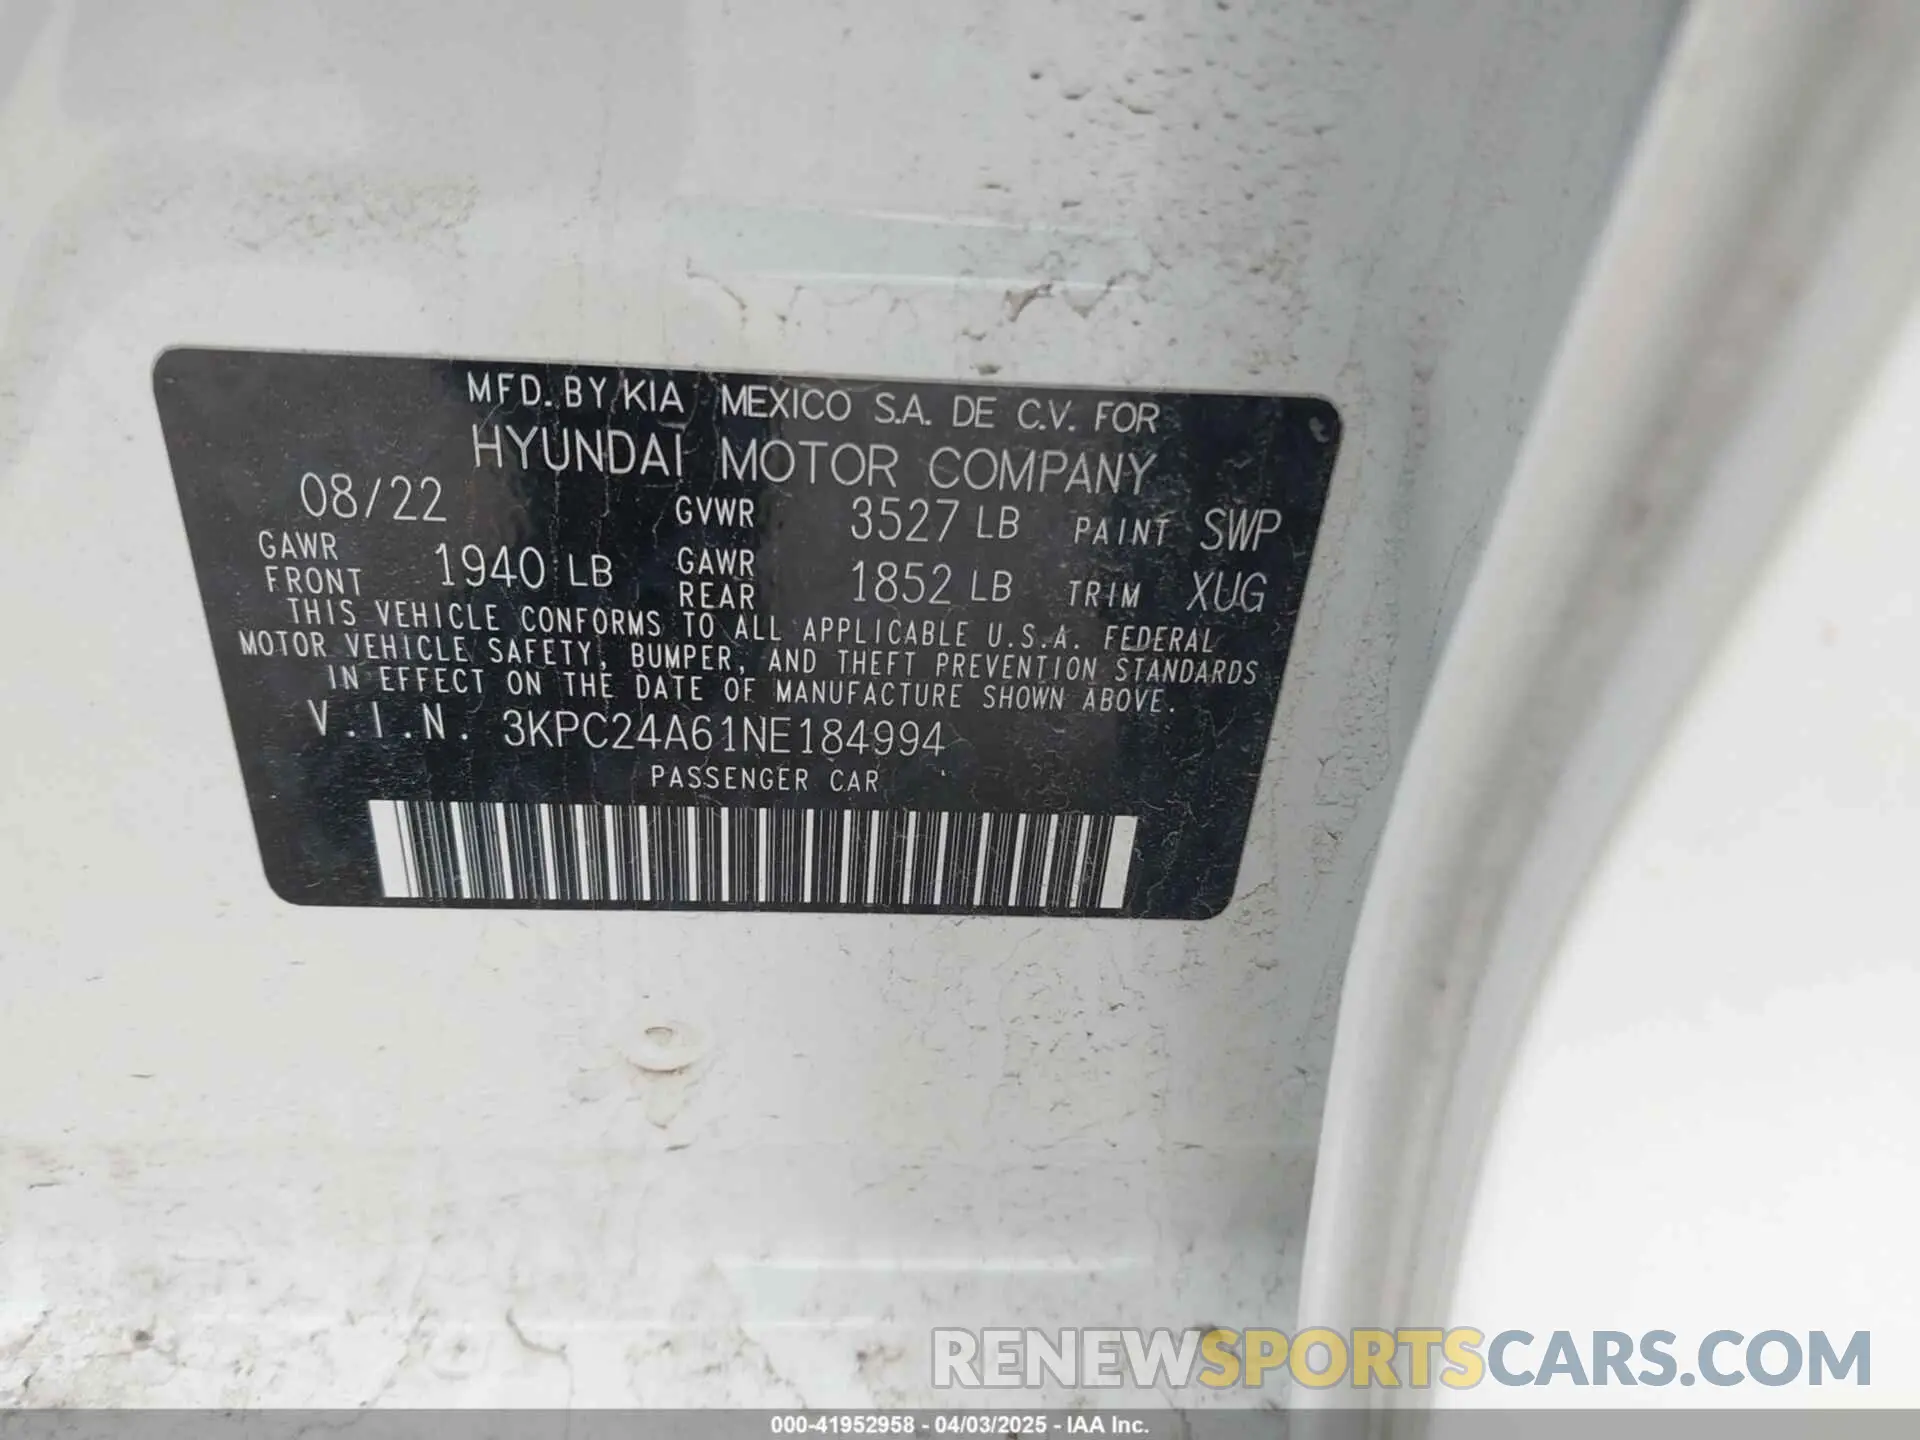 MFD. BY KIA MEXICO S.A. DE C.V. FOR
HYUNDAI MOTOR COMPANY
08/22 GVWR 3527 LB PAINT SWP
GAWR FRONT 1940 LB GAWR REAR 1852 LB TRIM XUG
THIS VEHICLE CONFORMS TO ALL APPLICABLE U.S.A. FEDERAL
MOTOR VEHICLE SAFETY, BUMPER, AND THEFT PREVENTION STANDARDS
IN EFFECT ON THE DATE OF MANUFACTURE SHOWN ABOVE.
V.I.N. 3KPC24A61NE184994
PASSENGER CAR
RENEWSPORTSCARS.COM
000-41952958 - 04/03/2025 - IAA Inc.